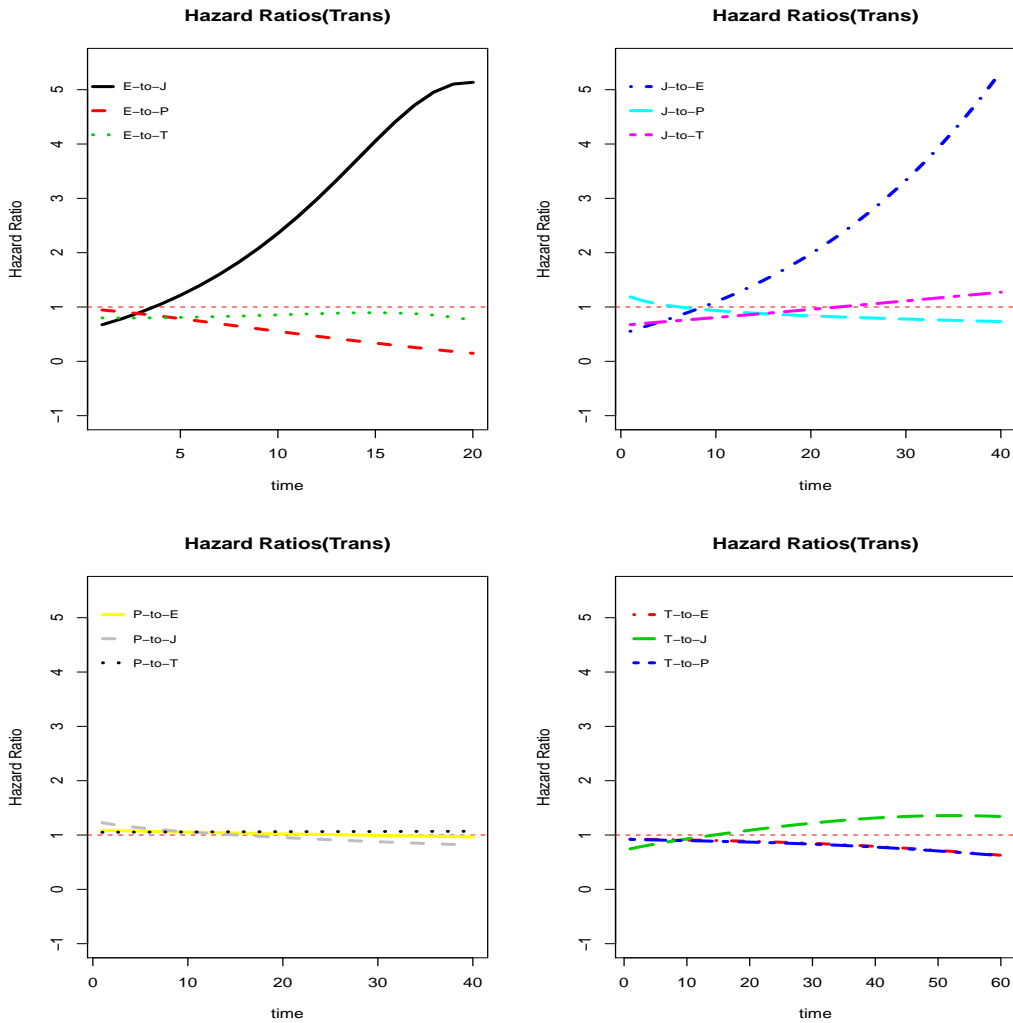 Hazard Ratios(Trans)
Hazard Ratio
5
4
3
2
1
0
−1
E−to−J
E−to−P
E−to−T
5
10
15
20
time
Hazard Ratios(Trans)
Hazard Ratio
5
4
3
2
1
0
−1
J−to−E
J−to−P
J−to−T
0
10
20
30
40
time
Hazard Ratios(Trans)
Hazard Ratio
5
4
3
2
1
0
−1
P−to−E
P−to−J
P−to−T
0
10
20
30
40
time
Hazard Ratios(Trans)
Hazard Ratio
5
4
3
2
1
0
−1
T−to−E
T−to−J
T−to−P
0
10
20
30
40
50
60
time